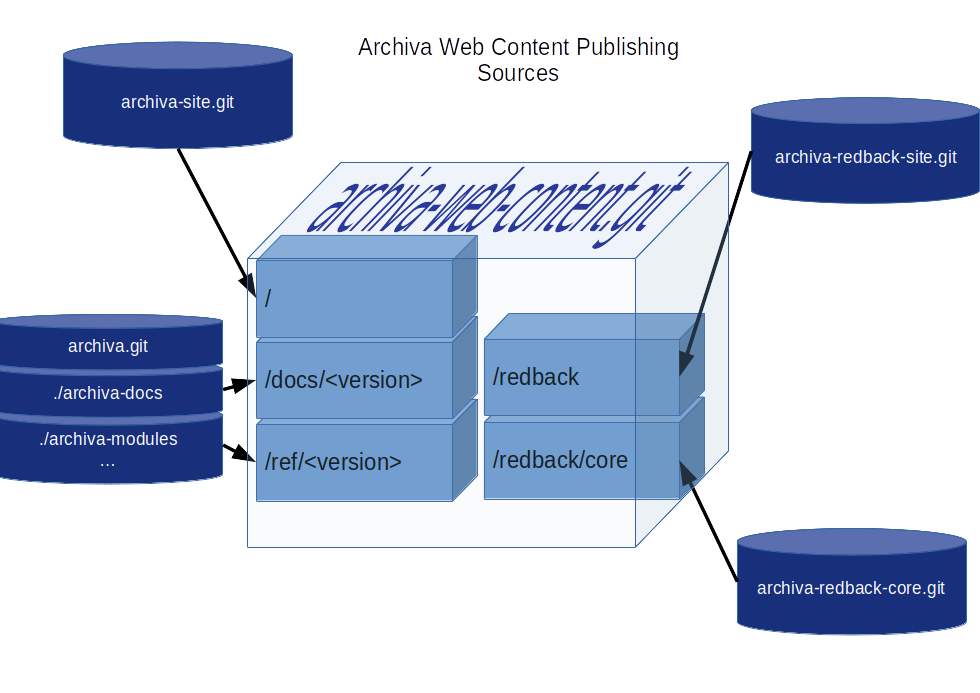 Archiva Web Content Publishing
Sources
archiva-site.git
archiva-redback-site.git
archiva-web-content.git
/
archiva.git
./archiva-docs
./archiva-modules
...
/docs/<version>
/ref/<version>
/redback
/redback/core
archiva-redback-core.git